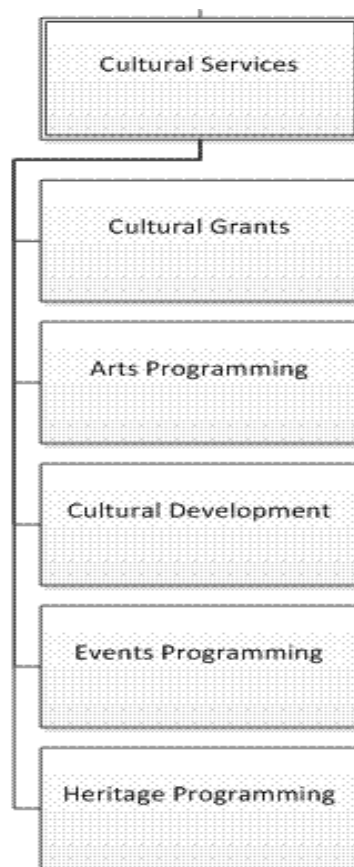 Cultural Services
Cultural Grants
Arts Programming
Cultural Development
Events Programming
Heritage Programming